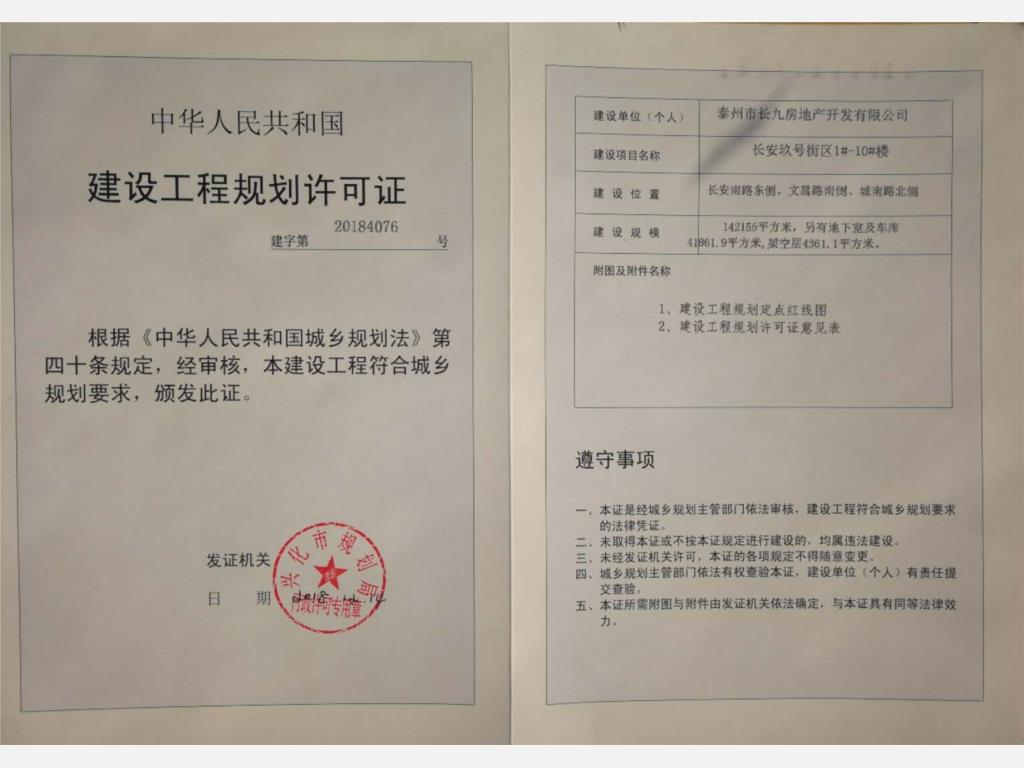 中华人民共和国
建设工程规划许可证
建字第 20184076 号
根据《中华人民共和国城乡规划法》第
四十条规定，经审核，本建设工程符合城乡
规划要求，颁发此证。
发证机关
日 期
兴化市规划局
行政许可专用章
建设单位（个人） 泰州市长九房地产开发有限公司
建设项目名称 长安玖号街区1#-10#楼
建设位置 长安南路东侧、文昌路南侧、城南路北侧
建设规模 142155平方米，另有地下室及车库
41861.9平方米,架空层4361.1平方米。
附图及附件名称
1、建设工程规划定点红线图
2、建设工程规划许可证意见表
遵守事项
一、本证是经城乡规划主管部门依法审核，建设工程符合城乡规划要求
的法律凭证。
二、未取得本证或不按本证规定进行建设的，均属违法建设。
三、未经发证机关许可，本证的各项规定不得随意变更。
四、城乡规划主管部门依法有权查验本证，建设单位（个人）有责任提
交查验。
五、本证所需附图与附件由发证机关依法确定，与本证具有同等法律效
力。